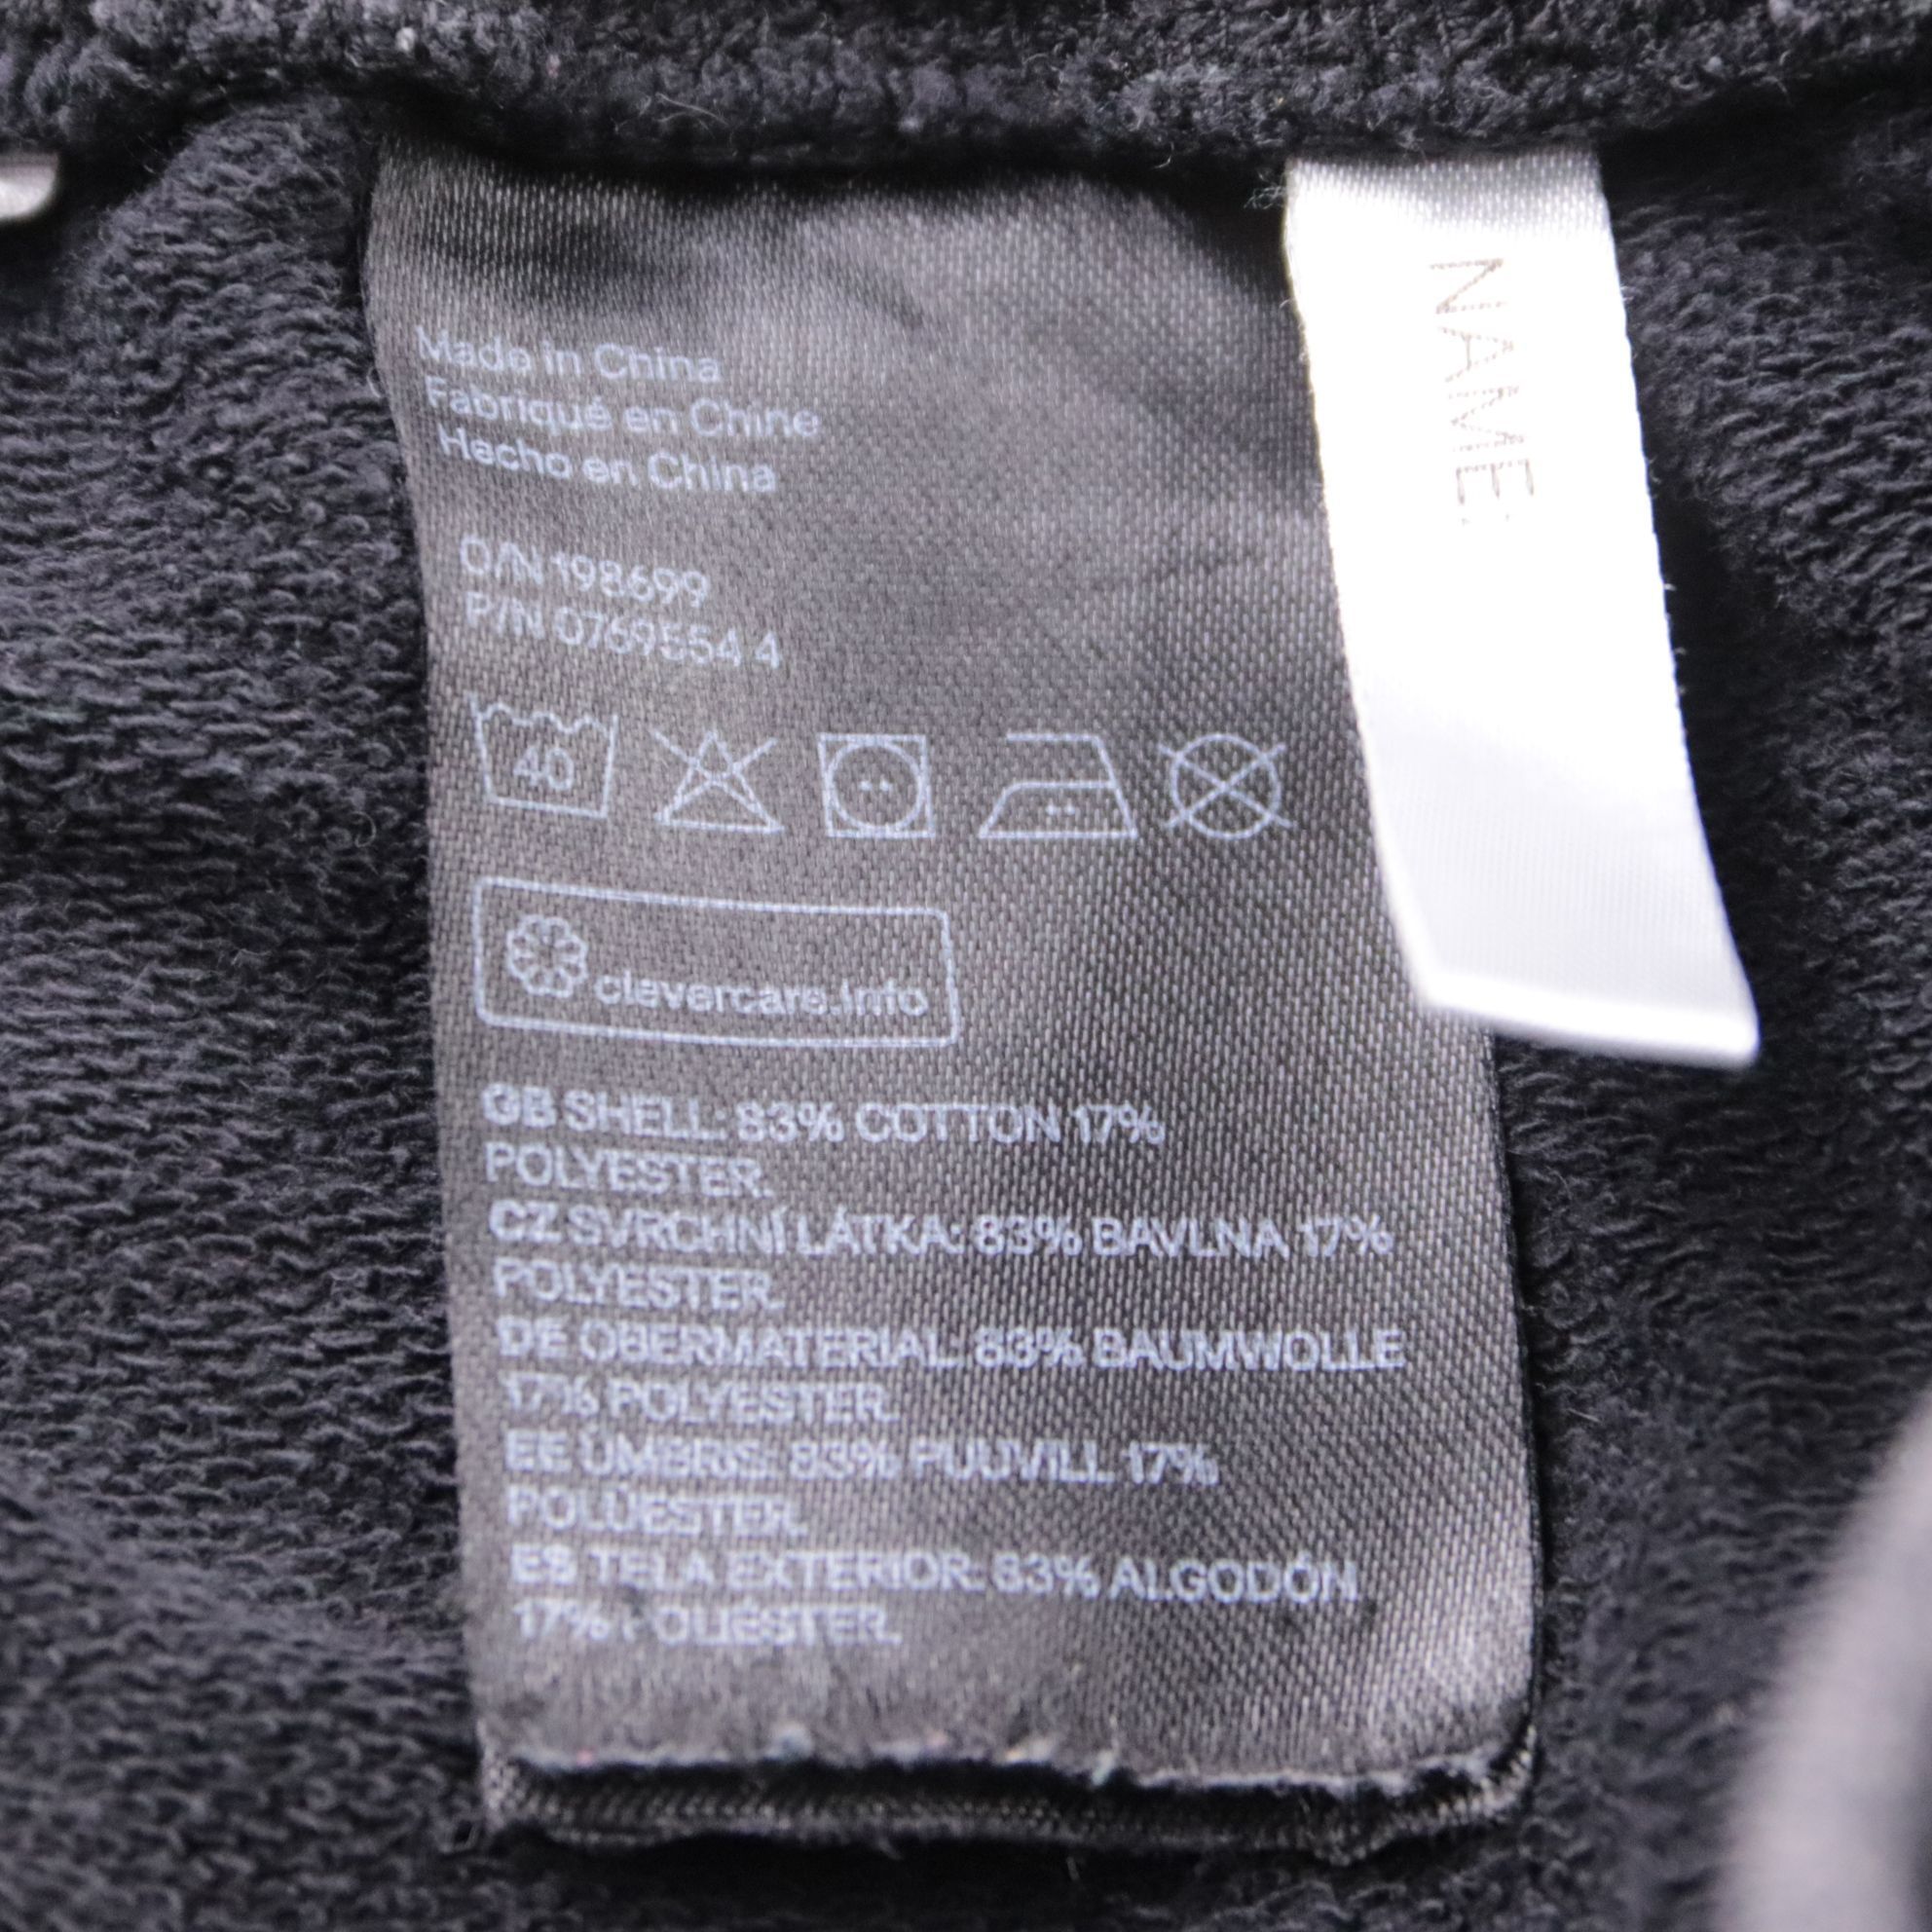 Made in China
Fabriqué en Chine
Hecho en China
O/N 198699
P/N 0769554 4
40
clevercare.info
GB SHELL: 83% COTTON 17%
POLYESTER.
CZ SVRCHNÍ LÁTKA: 83% BAVLNA 17%
POLYESTER.
DE OBERMATERIAL: 83% BAUMWOLLE
17% POLYESTER.
EE ÜMBRIS: 83% PUUVILL 17%
POLÜESTER.
ES TELA EXTERIOR: 83% ALGODÓN
17% POLIÉSTER.
NAME: